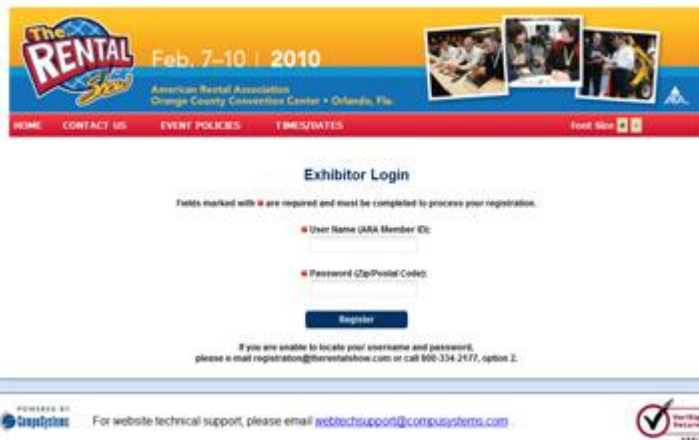 The
RENTAL
Show
Feb. 7–10 | 2010
American Rental Association
Orange County Convention Center • Orlando, Fla.
ARA
HOME CONTACT US EVENT POLICIES TIMES/DATES Font Size + -
Exhibitor Login
Fields marked with are required and must be completed to process your registration.
User Name (ARA Member ID):
Password (Zip/Postal Code):
Register
If you are unable to locate your username and password,
please e-mail registration@therentalshow.com or call 800-334-2177, option 2.
POWERED BY
CompuSystems
For website technical support, please email webtechsupport@compusystems.com .